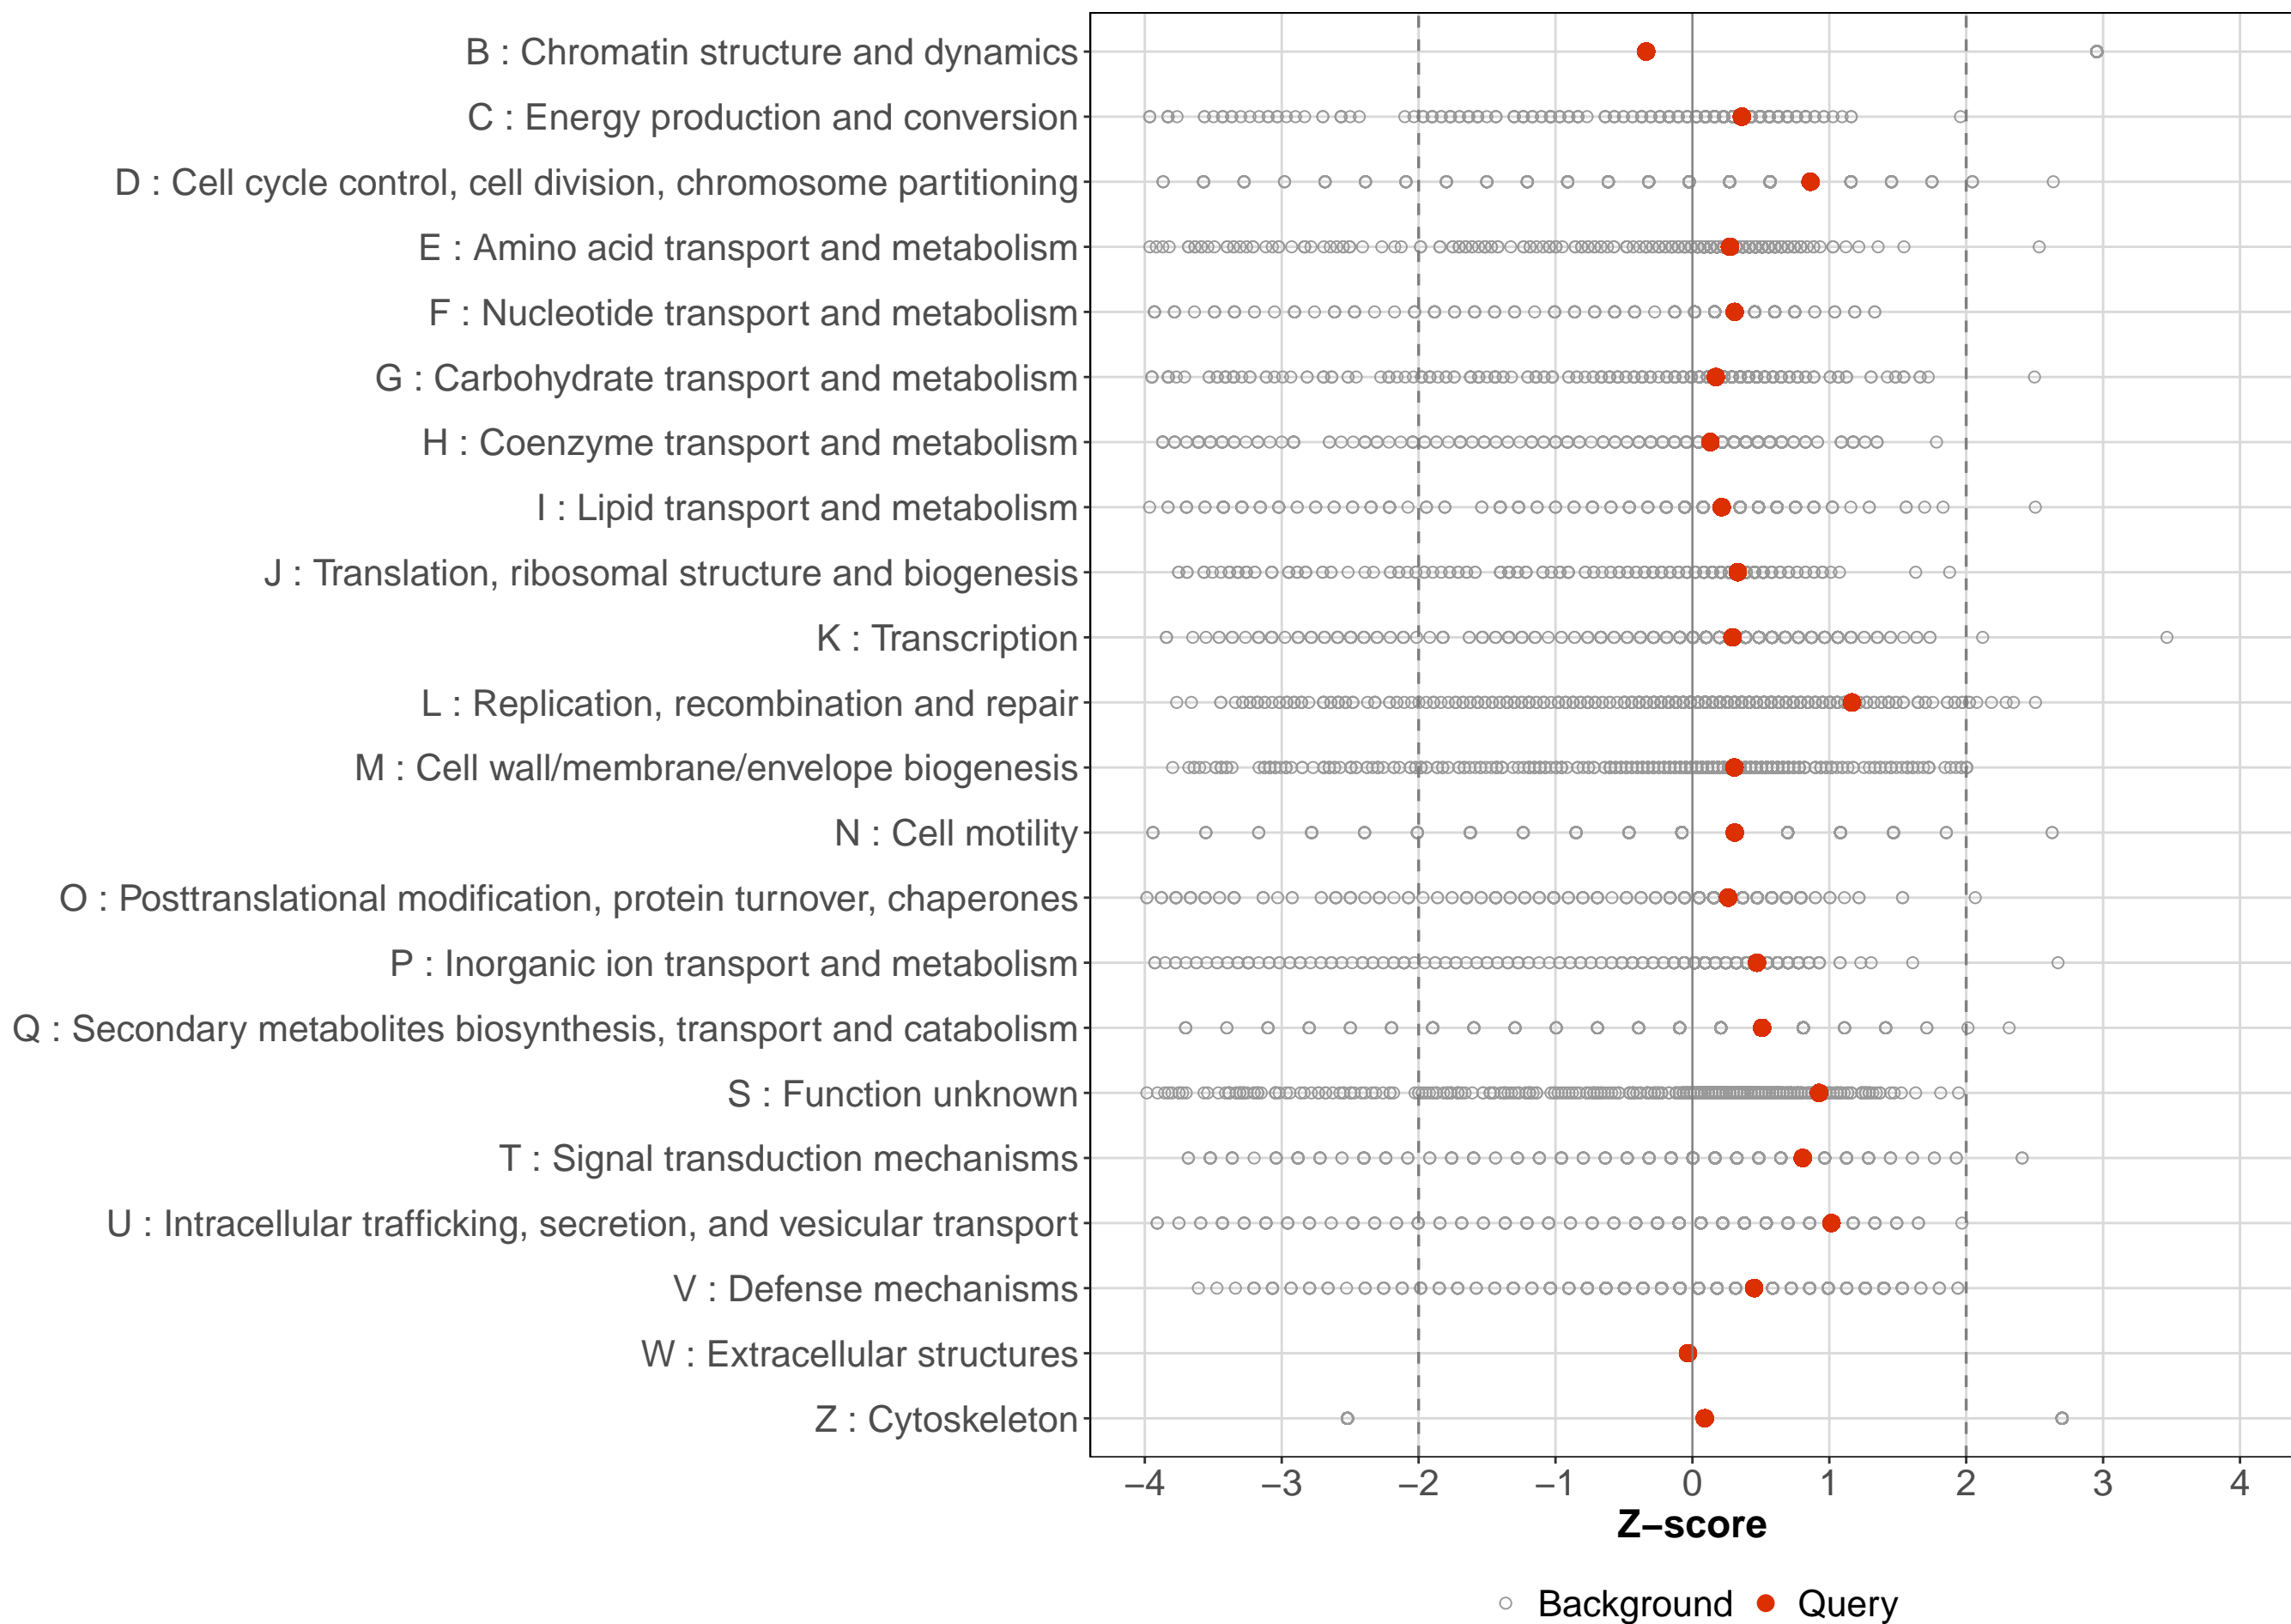 B : Chromatin structure and dynamics
C : Energy production and conversion
D : Cell cycle control, cell division, chromosome partitioning
E : Amino acid transport and metabolism
F : Nucleotide transport and metabolism
G : Carbohydrate transport and metabolism
H : Coenzyme transport and metabolism
I : Lipid transport and metabolism
J : Translation, ribosomal structure and biogenesis
K : Transcription
L : Replication, recombination and repair
M : Cell wall/membrane/envelope biogenesis
N : Cell motility
O : Posttranslational modification, protein turnover, chaperones
P : Inorganic ion transport and metabolism
Q : Secondary metabolites biosynthesis, transport and catabolism
S : Function unknown
T : Signal transduction mechanisms
U : Intracellular trafficking, secretion, and vesicular transport
V : Defense mechanisms
W : Extracellular structures
Z : Cytoskeleton
−4 −3 −2 −1 0 1 2 3 4
Z−score
Background Query